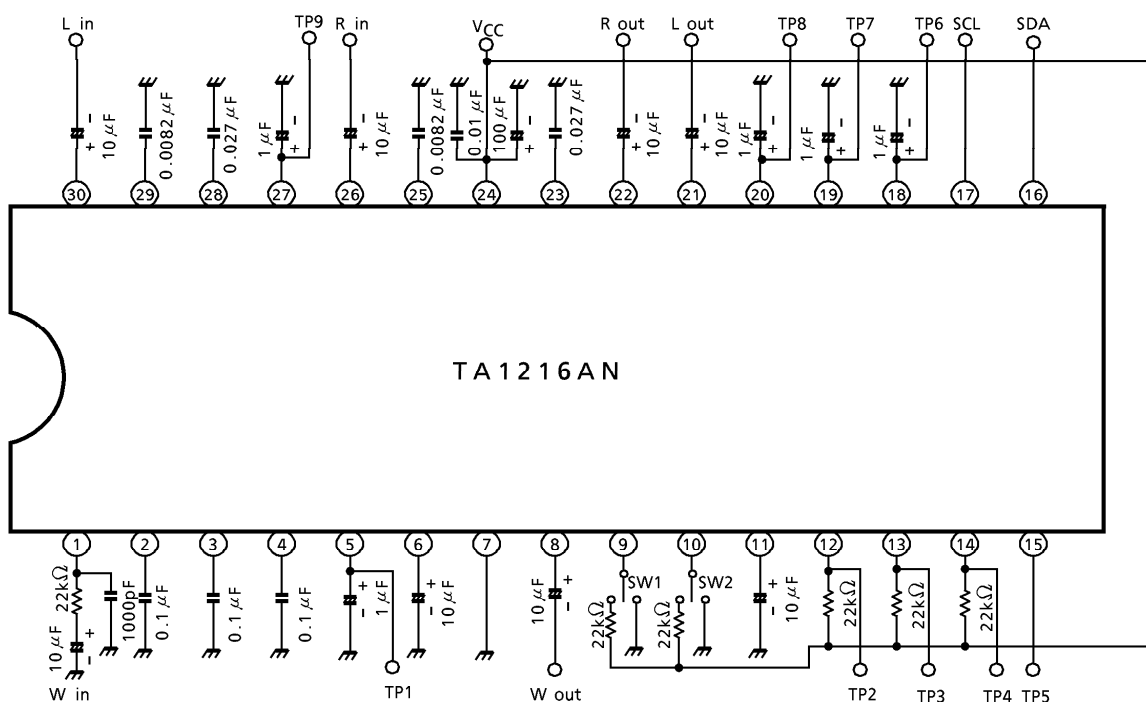 L in
TP9
R in
VCC
R out
L out
TP8
TP7
TP6
SCL
SDA
- + 10 μF
0.0082 μF
0.027 μF
1 μF - +
- + 10 μF
0.0082 μF
0.01 μF
100 μF - +
0.027 μF
- + 10 μF
- + 10 μF
1 μF - +
1 μF - +
1 μF - +
30 29 28 27 26 25 24 23 22 21 20 19 18 17 16
TA1216AN
1 2 3 4 5 6 7 8 9 10 11 12 13 14 15
22kΩ
1000pF
10 μF + -
0.1 μF
0.1 μF
0.1 μF
+ - 1 μF
+ - 10 μF
10 μF + -
SW1
22kΩ
SW2
22kΩ
+ - 10 μF
22kΩ
22kΩ
22kΩ
W in
TP1
W out
TP2
TP3
TP4
TP5